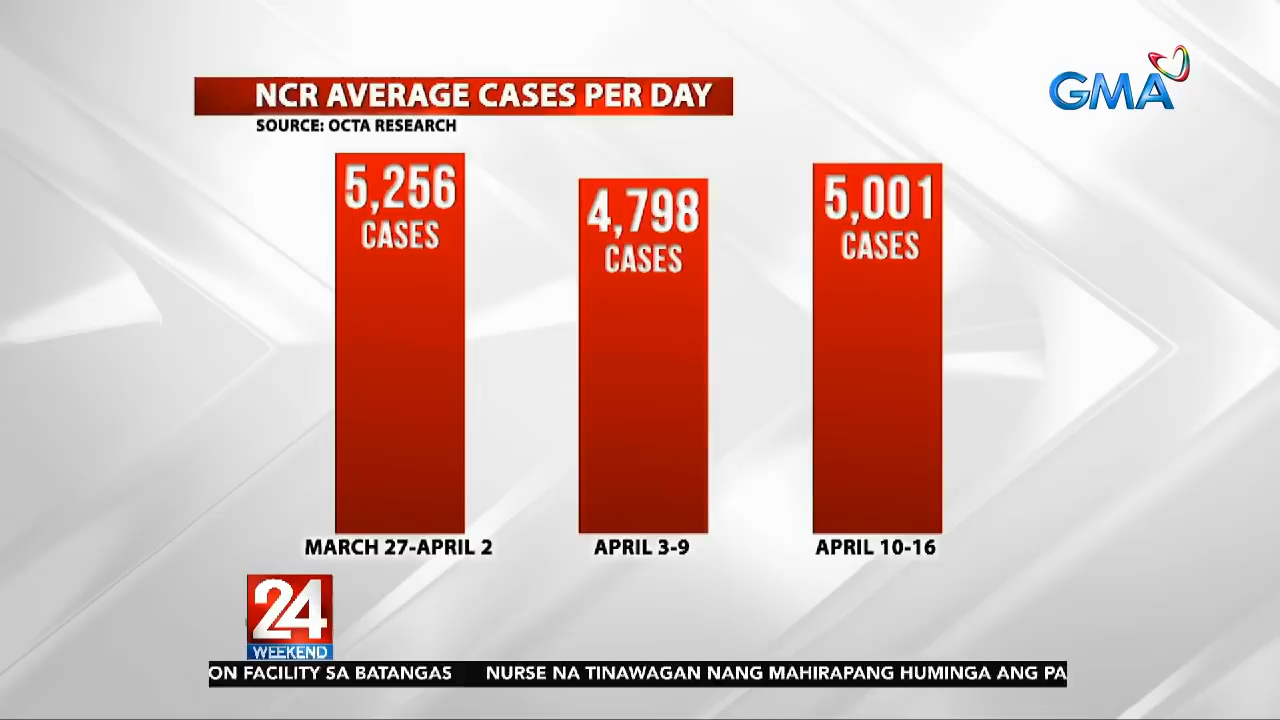 NCR AVERAGE CASES PER DAY
SOURCE: OCTA RESEARCH
GMA
5,256
CASES
4,798
CASES
5,001
CASES
MARCH 27-APRIL 2
APRIL 3-9
APRIL 10-16
24
WEEKEND
ON FACILITY SA BATANGAS NURSE NA TINAWAGAN NANG MAHIRAPANG HUMINGA ANG PA